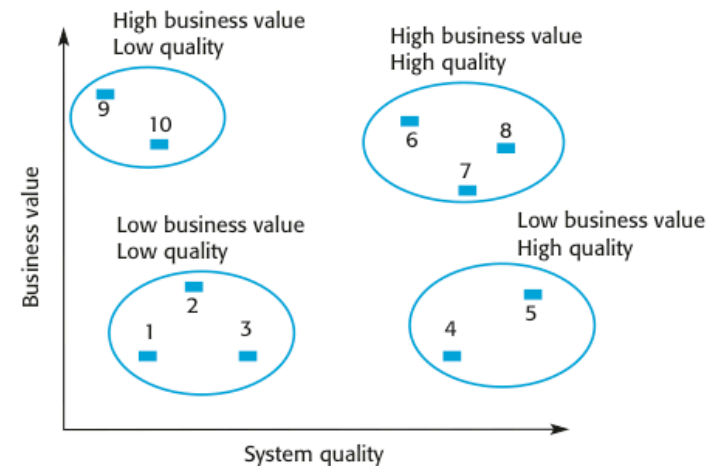 High business value
Low quality
High business value
High quality
9
10
6
8
7
Low business value
Low quality
Low business value
High quality
2
1
3
5
4
Business value
System quality